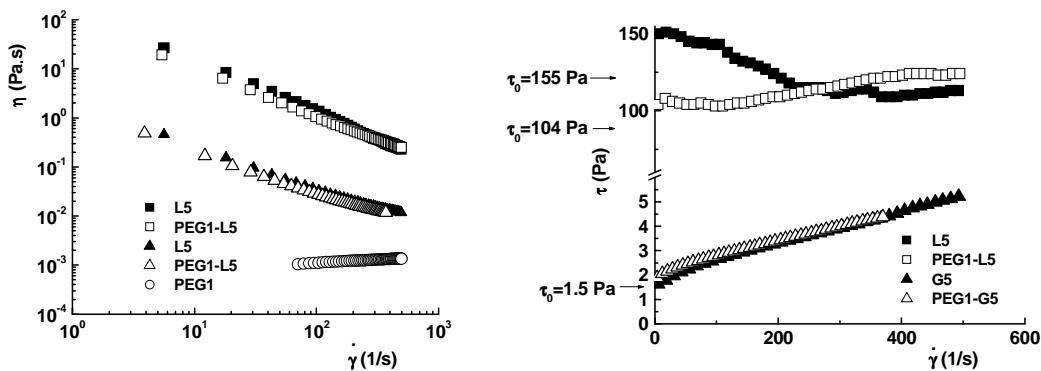 10²
10¹
10⁰
10⁻¹
10⁻²
10⁻³
10⁻⁴
η (Pa.s)
L5
PEG1-L5
L5
PEG1-L5
PEG1
10⁰
10¹
10²
10³
γ̇ (1/s)
150
100
5
4
3
2
1
0
τ (Pa)
τ₀=155 Pa
τ₀=104 Pa
τ₀=1.5 Pa
L5
PEG1-L5
G5
PEG1-G5
0
200
400
600
γ̇ (1/s)